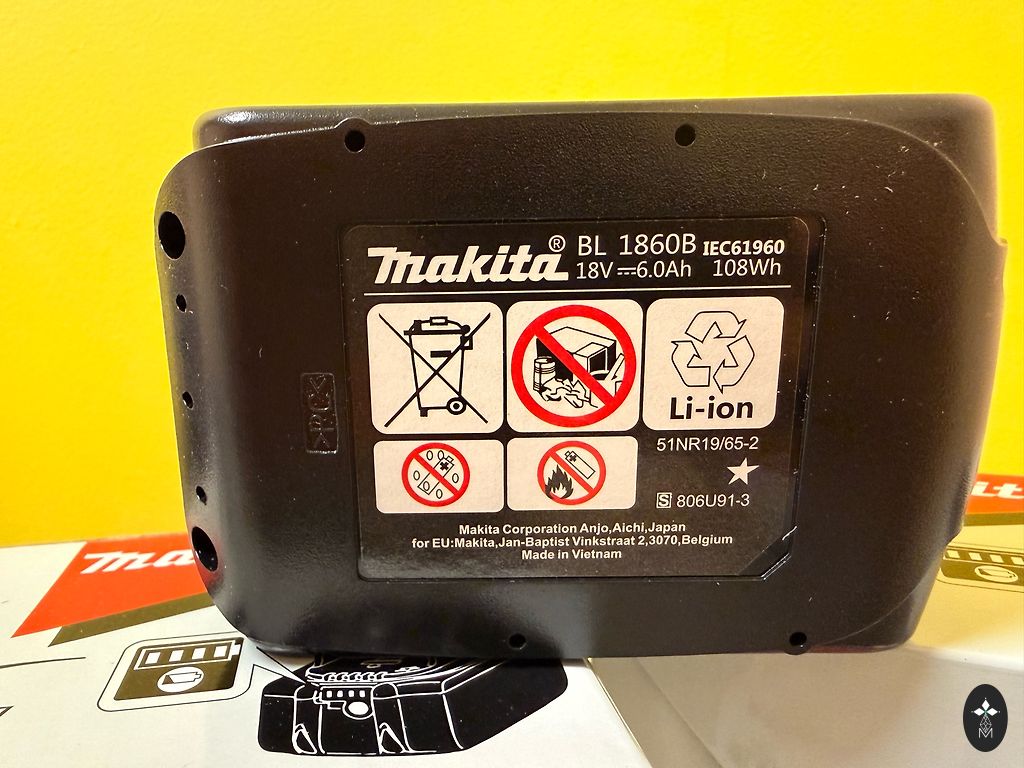 makita® BL 1860B IEC61960
18V⎓6.0Ah 108Wh
Li-ion
51NR19/65-2
S 806U91-3
Makita Corporation Anjo,Aichi,Japan
for EU:Makita,Jan-Baptist Vinkstraat 2,3070,Belgium
Made in Vietnam
>PC<
M